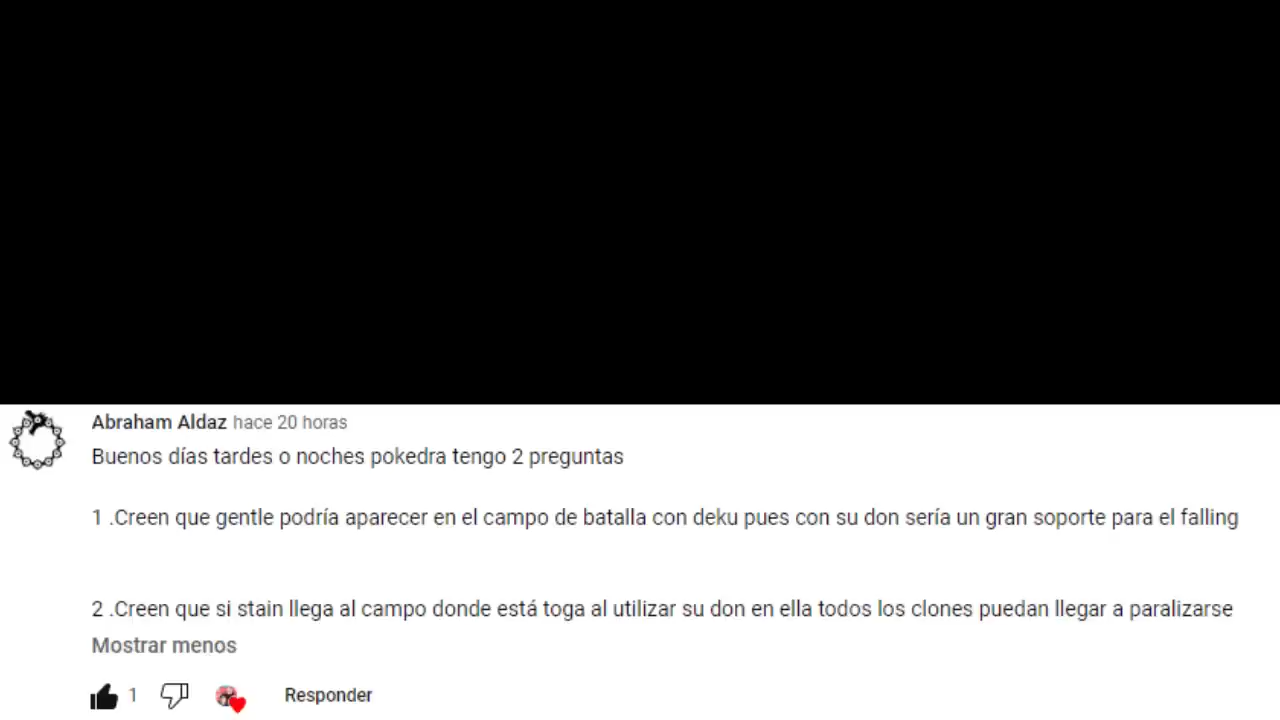 Abraham Aldaz hace 20 horas
Buenos días tardes o noches pokedra tengo 2 preguntas
1 .Creen que gentle podría aparecer en el campo de batalla con deku pues con su don sería un gran soporte para el falling
2 .Creen que si stain llega al campo donde está toga al utilizar su don en ella todos los clones puedan llegar a paralizarse
Mostrar menos
1
Responder